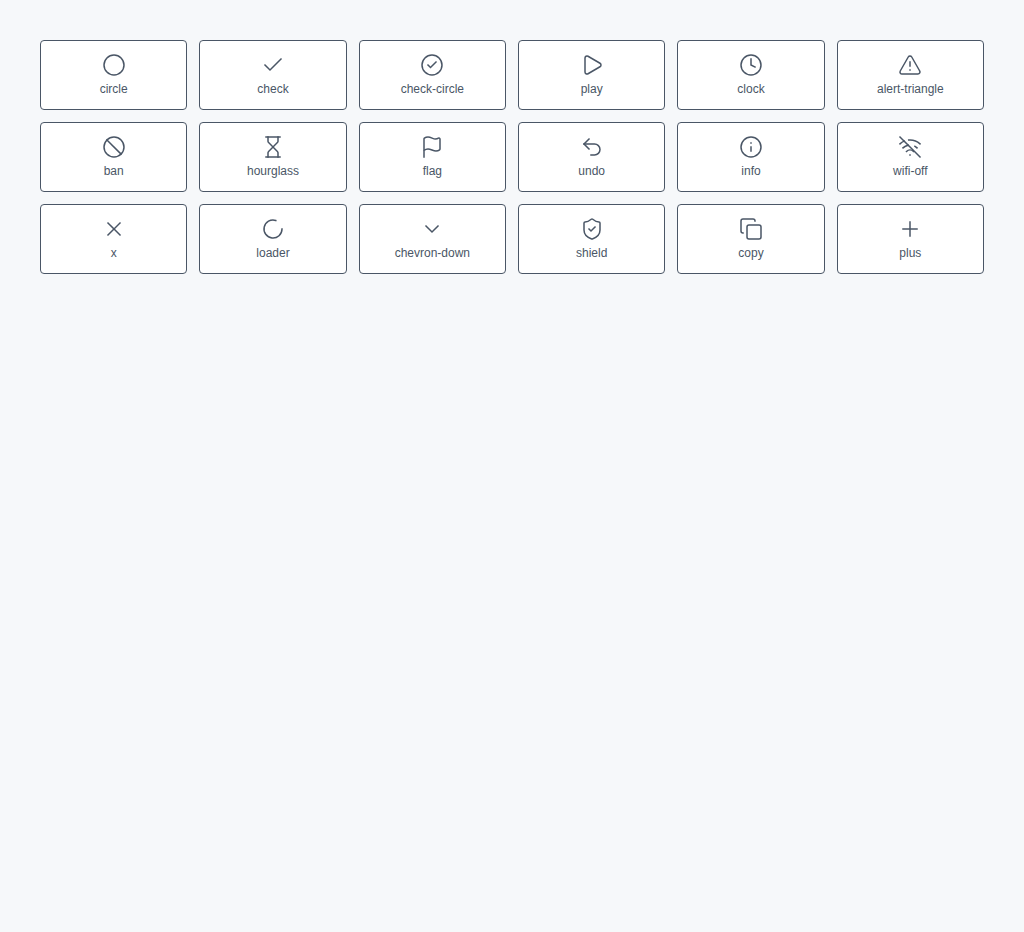 circle
check
check-circle
play
clock
alert-triangle
ban
hourglass
flag
undo
info
wifi-off
x
loader
chevron-down
shield
copy
plus